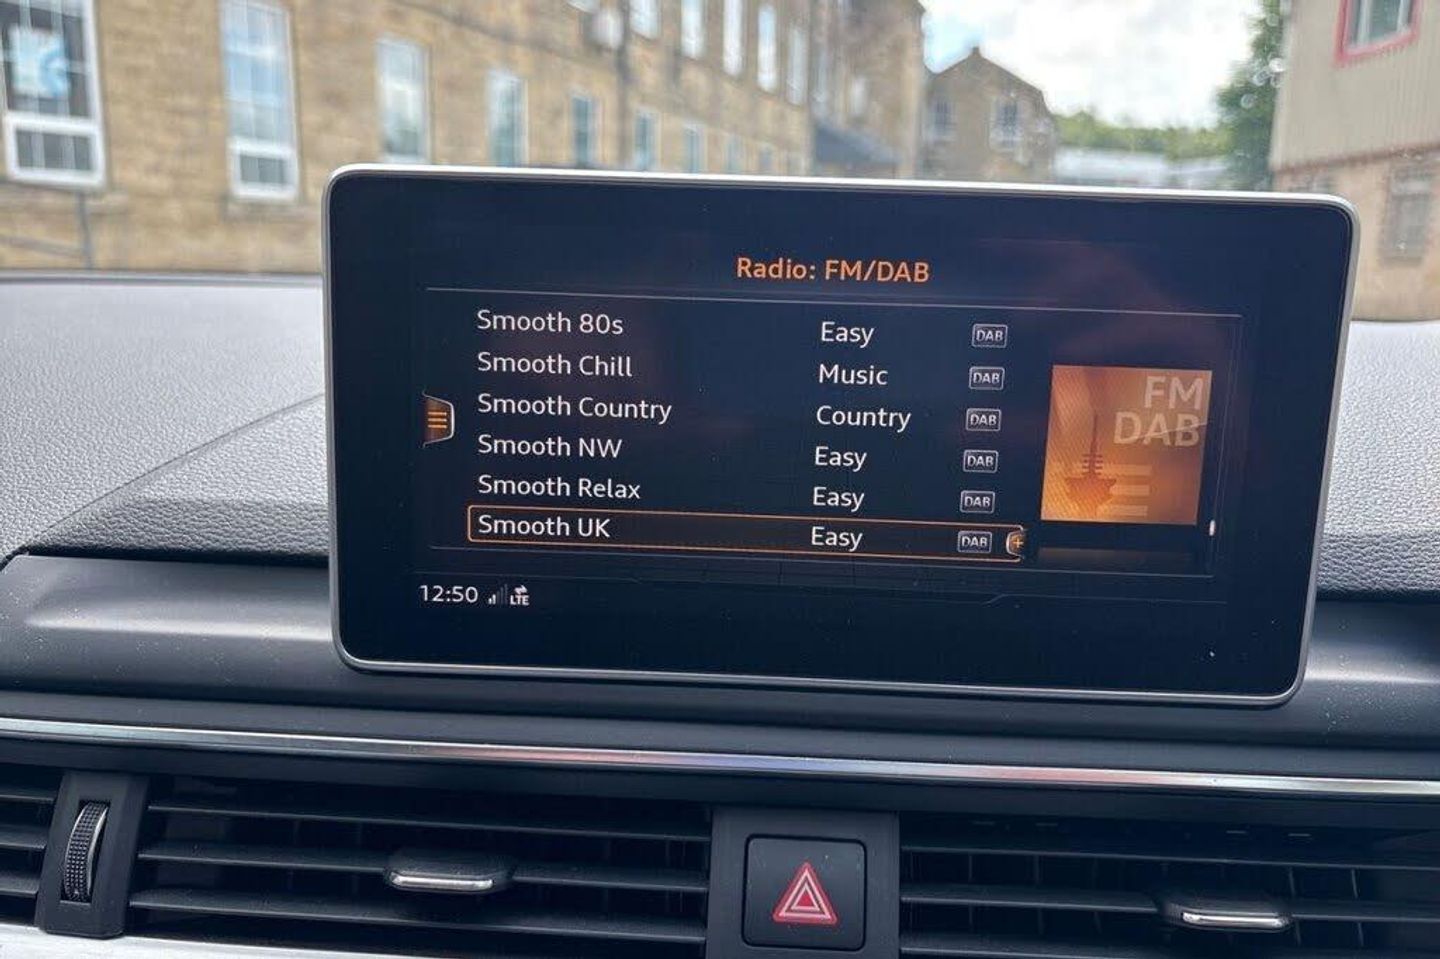 Radio: FM/DAB
Smooth 80s Easy DAB
Smooth Chill Music DAB
Smooth Country Country DAB
Smooth NW Easy DAB
Smooth Relax Easy DAB
Smooth UK Easy DAB +
FM
DAB
12:50 LTE